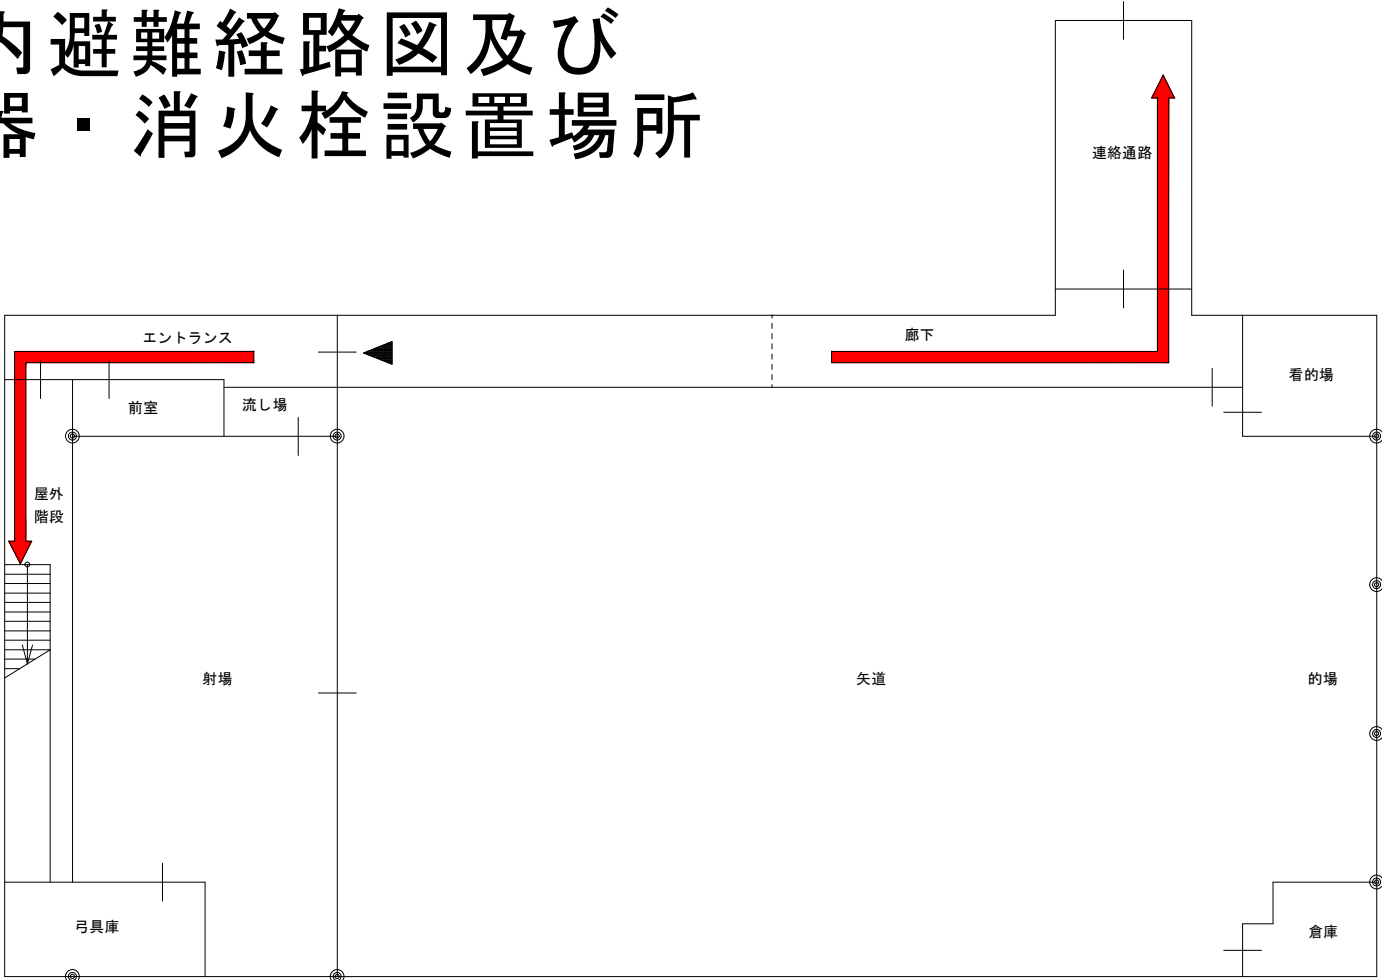 内避難経路図及び
器・消火栓設置場所
連絡通路
エントランス
廊下
看的場
前室
流し場
屋外
階段
射場
矢道
的場
弓具庫
倉庫